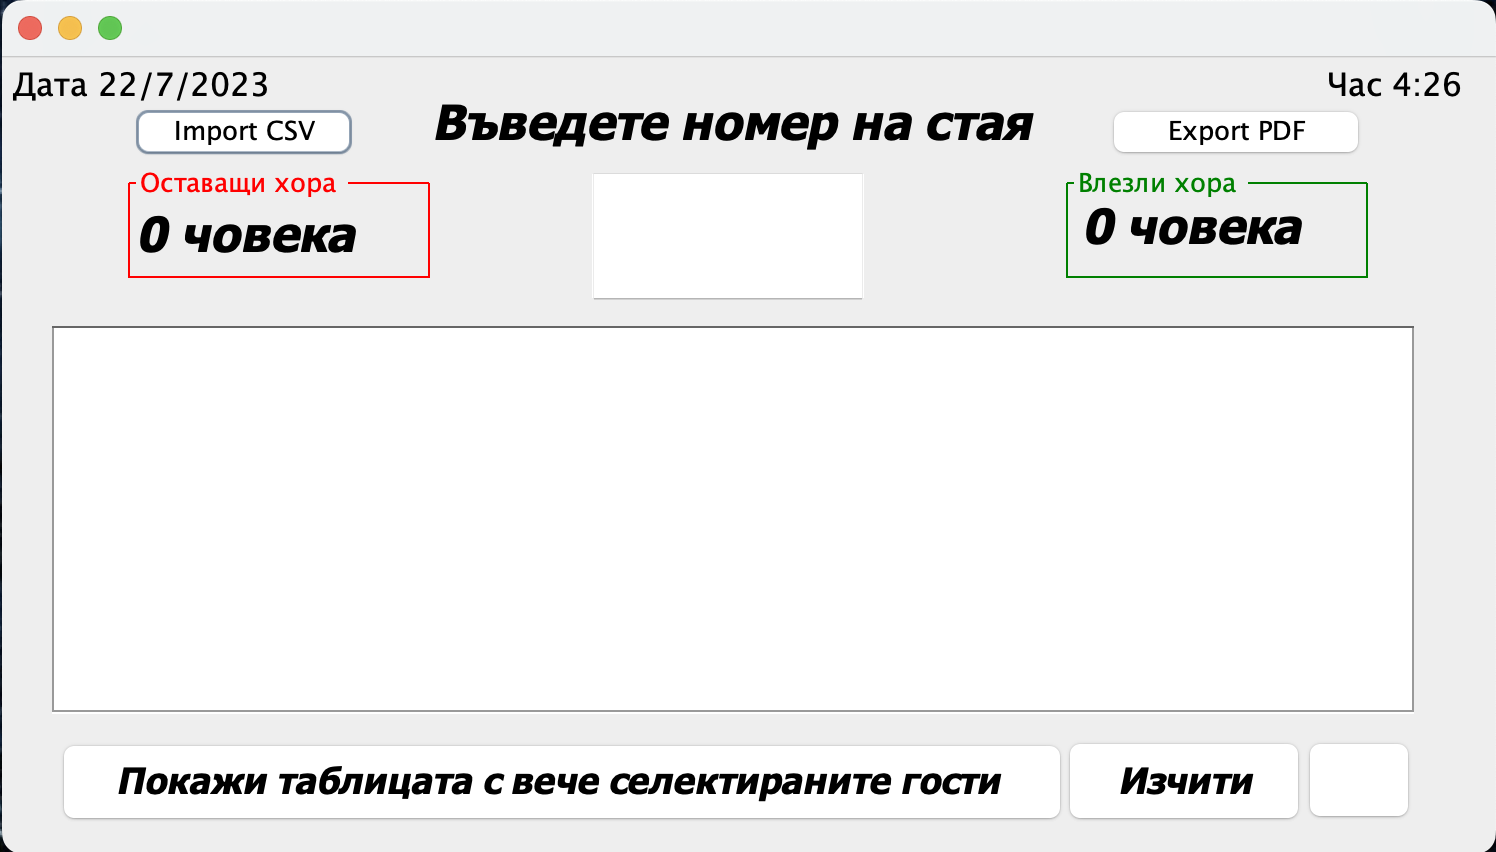 Дата 22/7/2023
Час 4:26
Import CSV
Въведете номер на стая
Export PDF
Оставащи хора
0 човека
Влезли хора
0 човека
Покажи таблицата с вече селектираните гости
Изчити